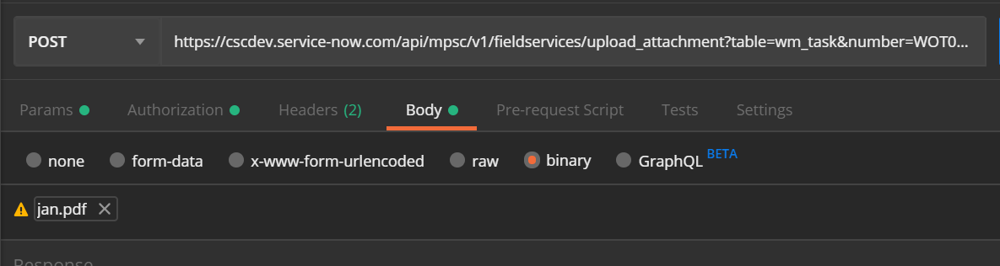 POST https://cscdev.service-now.com/api/mpsc/v1/fieldservices/upload_attachment?table=wm_task&number=WOT0...
Params Authorization Headers (2) Body Pre-request Script Tests Settings
none form-data x-www-form-urlencoded raw binary GraphQL BETA
jan.pdf
Response